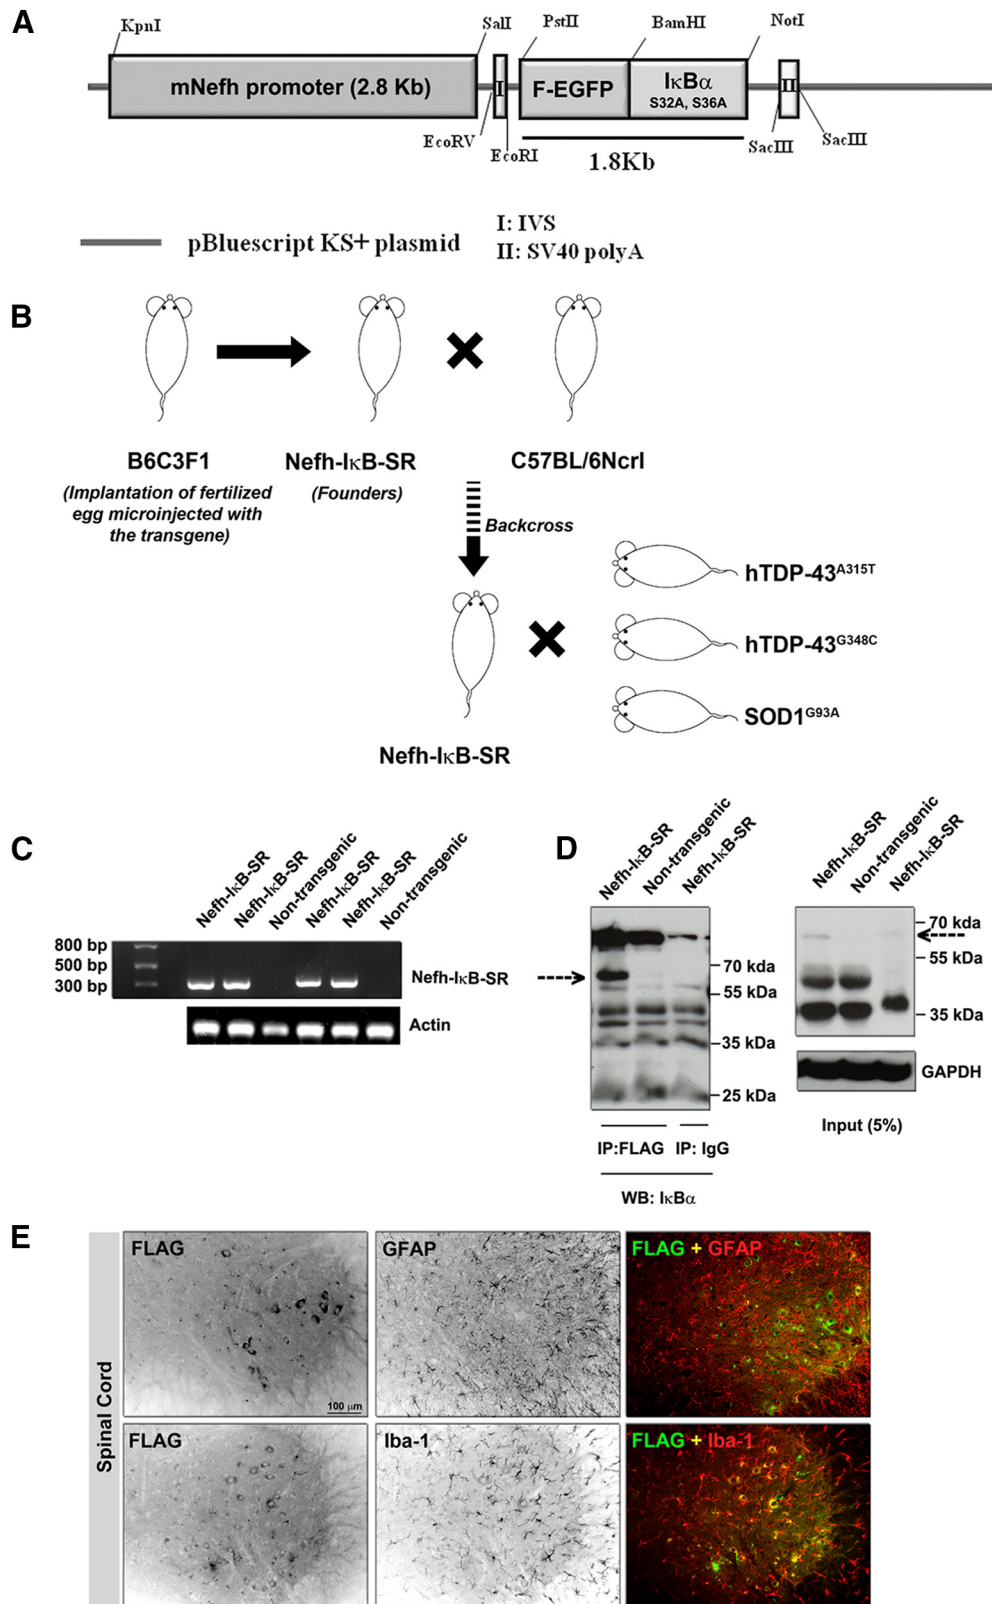 A
KpnI
SalI
PstII
BamHI
NotI
mNefh promoter (2.8 Kb)
I
F-EGFP
IκBα
S32A, S36A
II
EcoRV
EcoRI
1.8Kb
SacIII
SacIII
pBluescript KS+ plasmid
I: IVS
II: SV40 polyA
B
B6C3F1
(Implantation of fertilized
egg microinjected with
the transgene)
Nefh-IκB-SR
(Founders)
C57BL/6Ncrl
Backcross
hTDP-43A315T
hTDP-43G348C
SOD1G93A
Nefh-IκB-SR
C
Nefh-IκB-SR
Nefh-IκB-SR
Non-transgenic
Nefh-IκB-SR
Nefh-IκB-SR
Non-transgenic
800 bp
500 bp
300 bp
Nefh-IκB-SR
Actin
D
Nefh-IκB-SR
Non-transgenic
Nefh-IκB-SR
70 kda
55 kDa
35 kDa
25 kDa
IP:FLAG
IP: IgG
WB: IκBα
Nefh-IκB-SR
Non-transgenic
Nefh-IκB-SR
70 kda
55 kDa
35 kDa
GAPDH
Input (5%)
E
Spinal Cord
FLAG
100 μm
GFAP
FLAG + GFAP
FLAG
Iba-1
FLAG + Iba-1